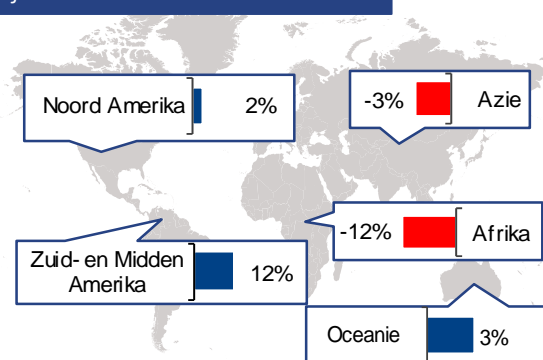 Noord Amerika 2%
-3% Azie
-12% Afrika
Zuid- en Midden
Amerika 12%
Oceanie 3%